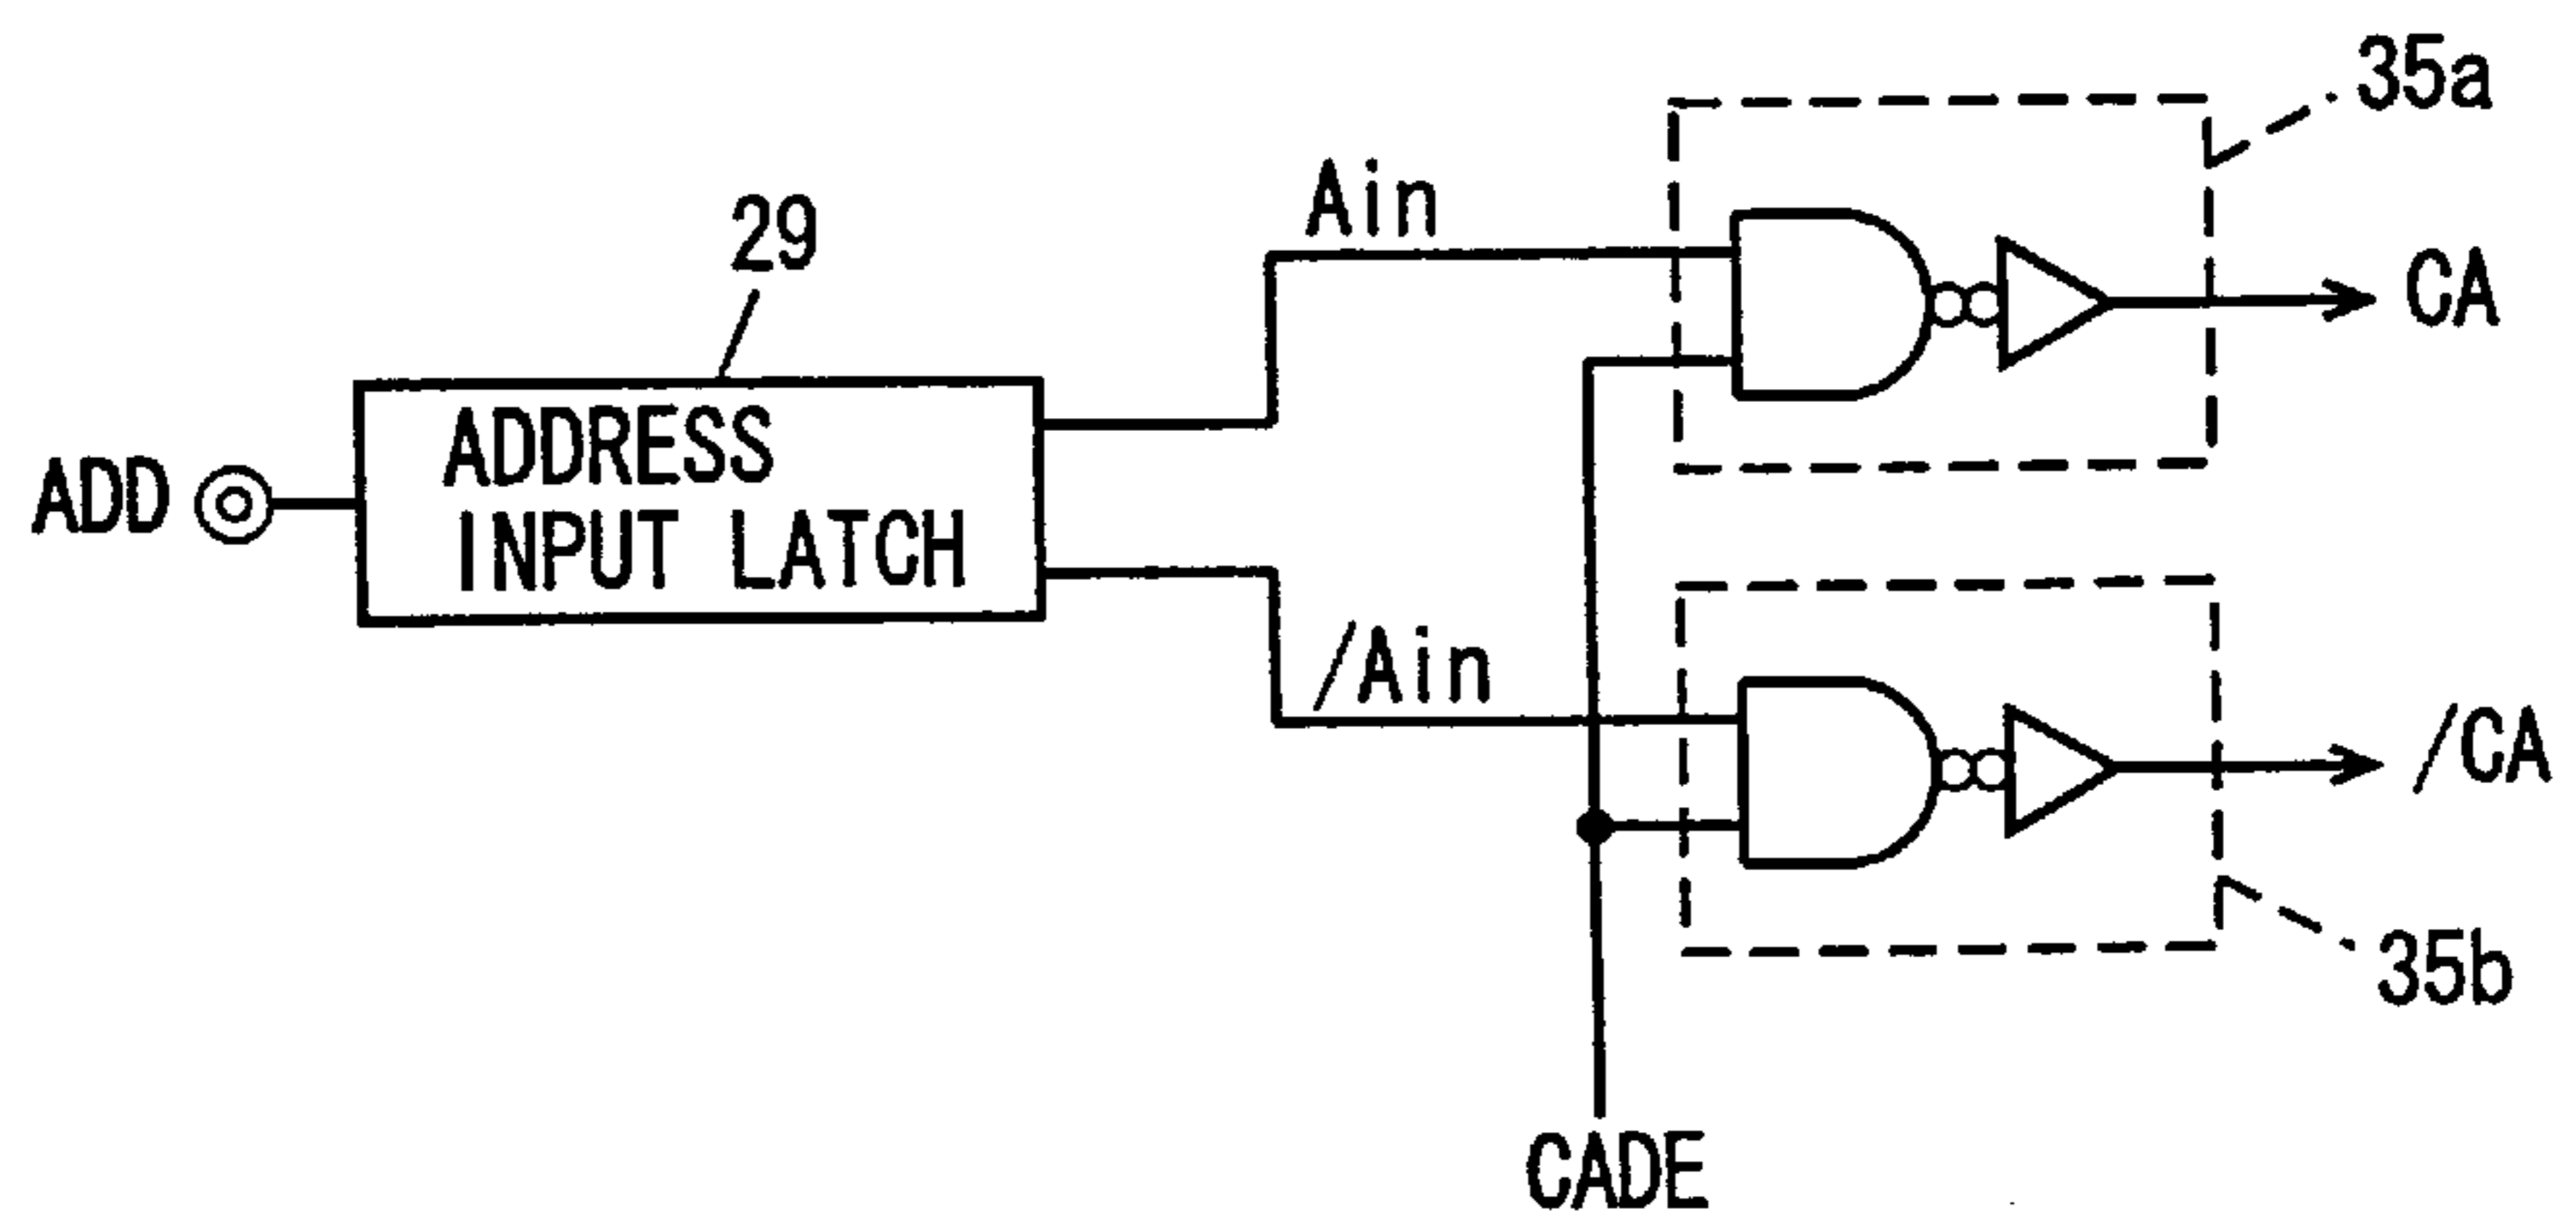 35a
Ain
29
CA
ADDRESS
INPUT LATCH
ADD
/Ain
/CA
35b
CADE